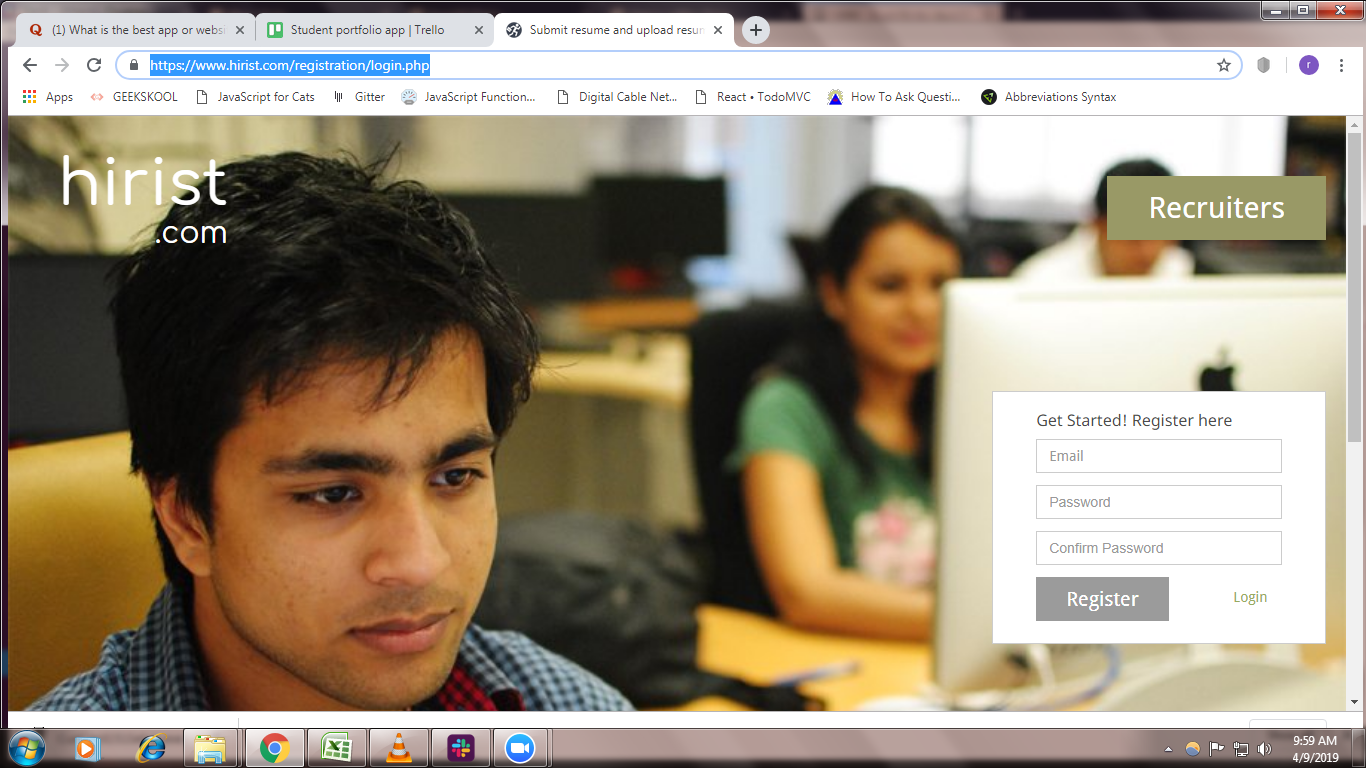 (1) What is the best app or websi
Student portfolio app | Trello
Submit resume and upload resum
https://www.hirist.com/registration/login.php
r
Apps
GEEKSKOOL
JavaScript for Cats
Gitter
JavaScript Function...
Digital Cable Net...
React • TodoMVC
How To Ask Questi...
Abbreviations Syntax
hirist
.com
Recruiters
Get Started! Register here
Email
Password
Confirm Password
Register
Login
9:59 AM
4/9/2019